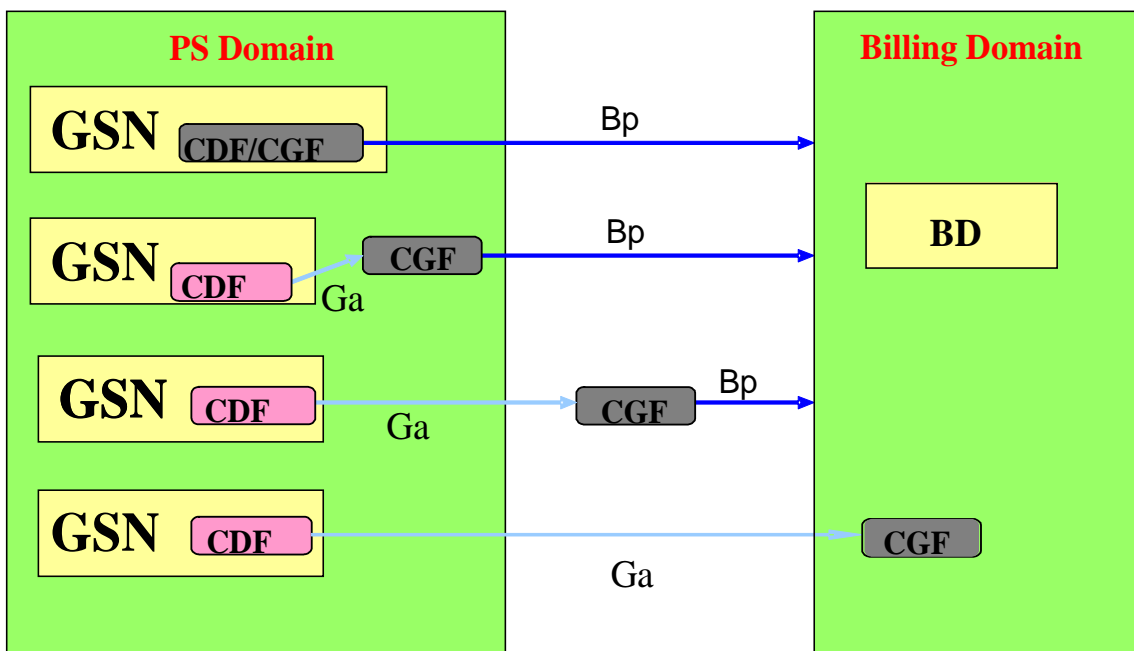 PS Domain
Billing Domain
GSN
CDF/CGF
Bp
GSN
CDF
Ga
CGF
Bp
BD
GSN
CDF
Ga
CGF
Bp
GSN
CDF
Ga
CGF